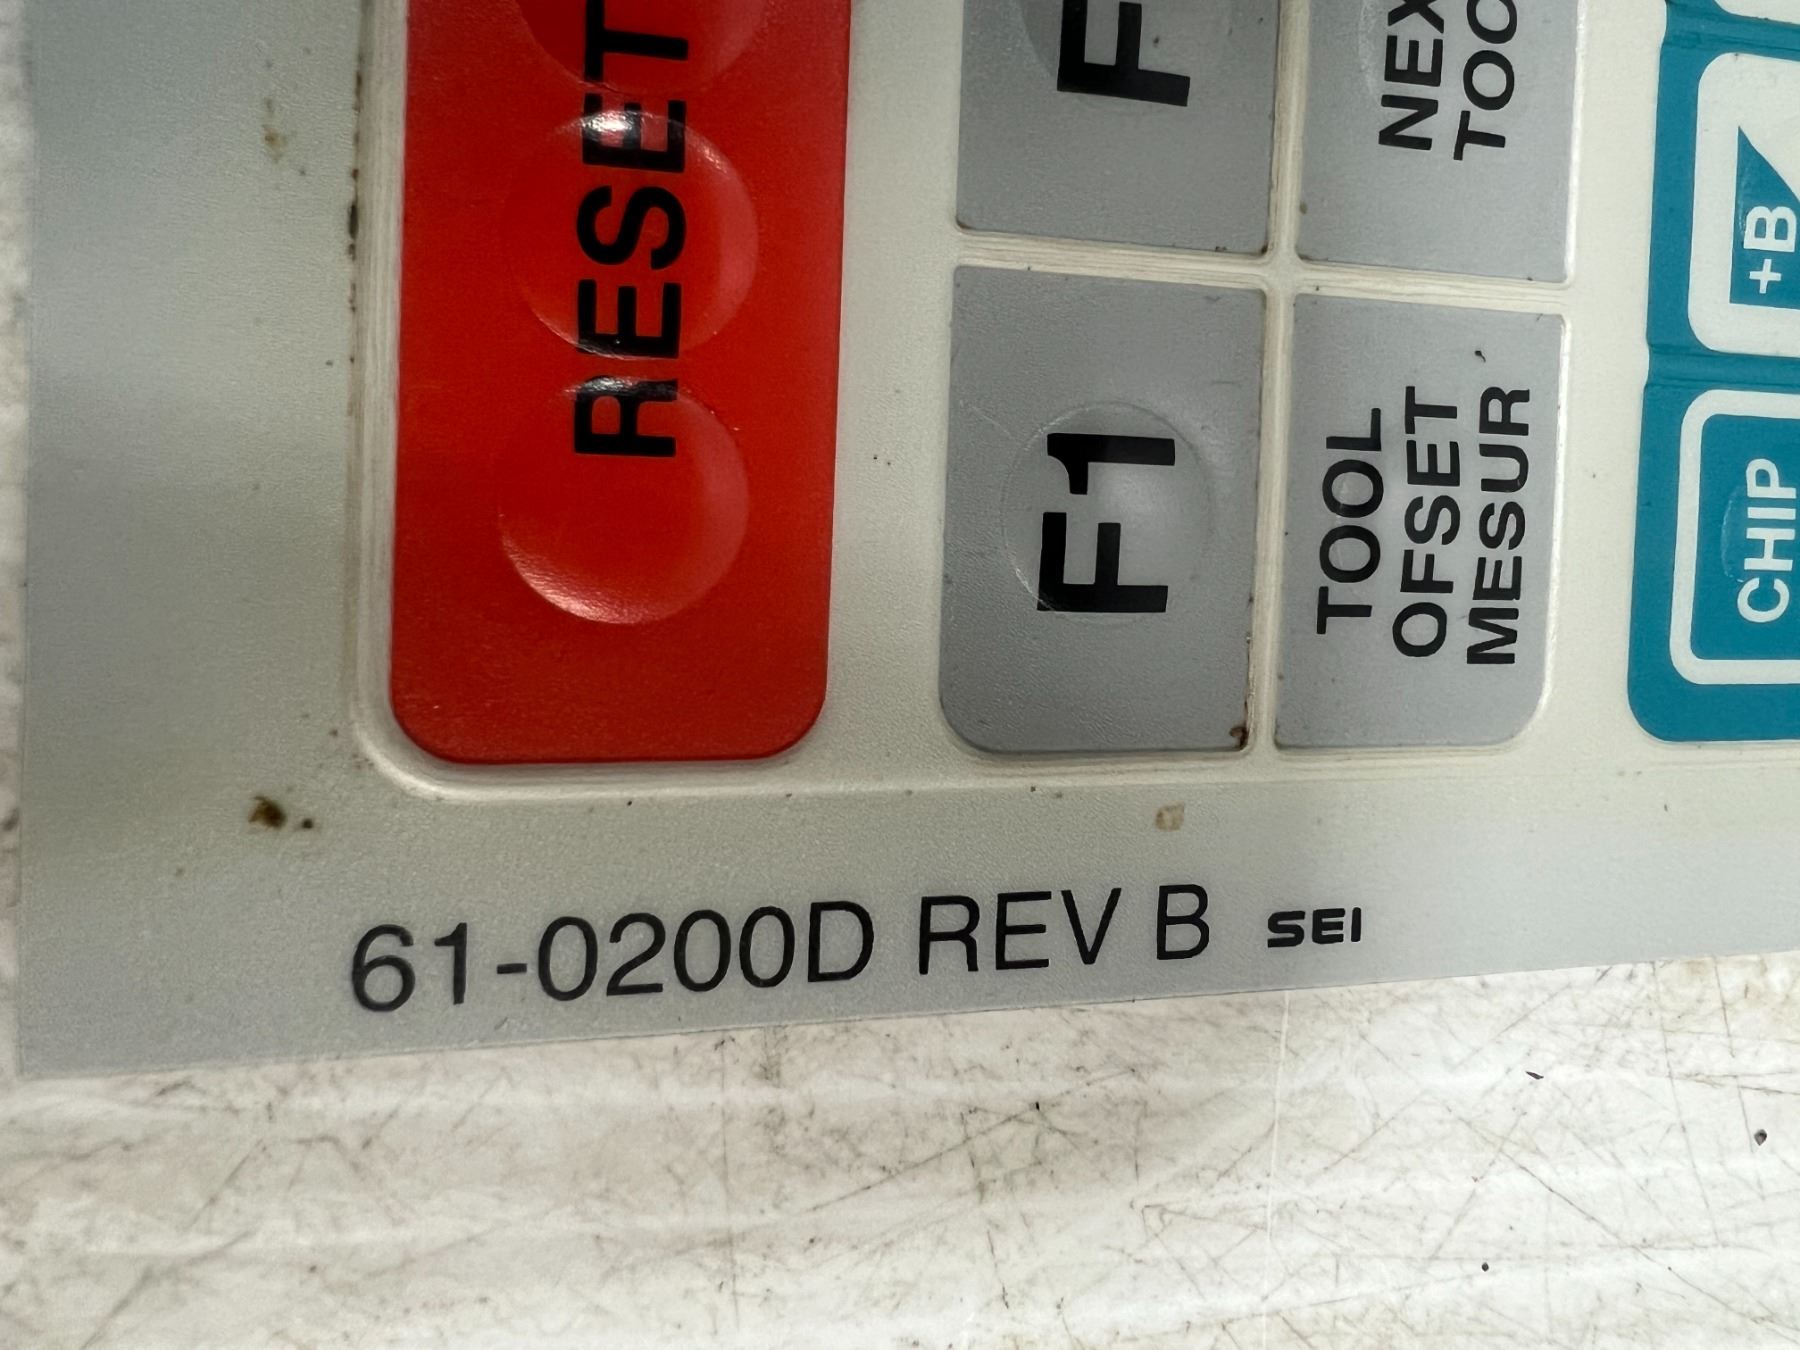 RESET
F1
TOOL
OFSET
MESUR
+B
CHIP
61-0200D REV B SEI